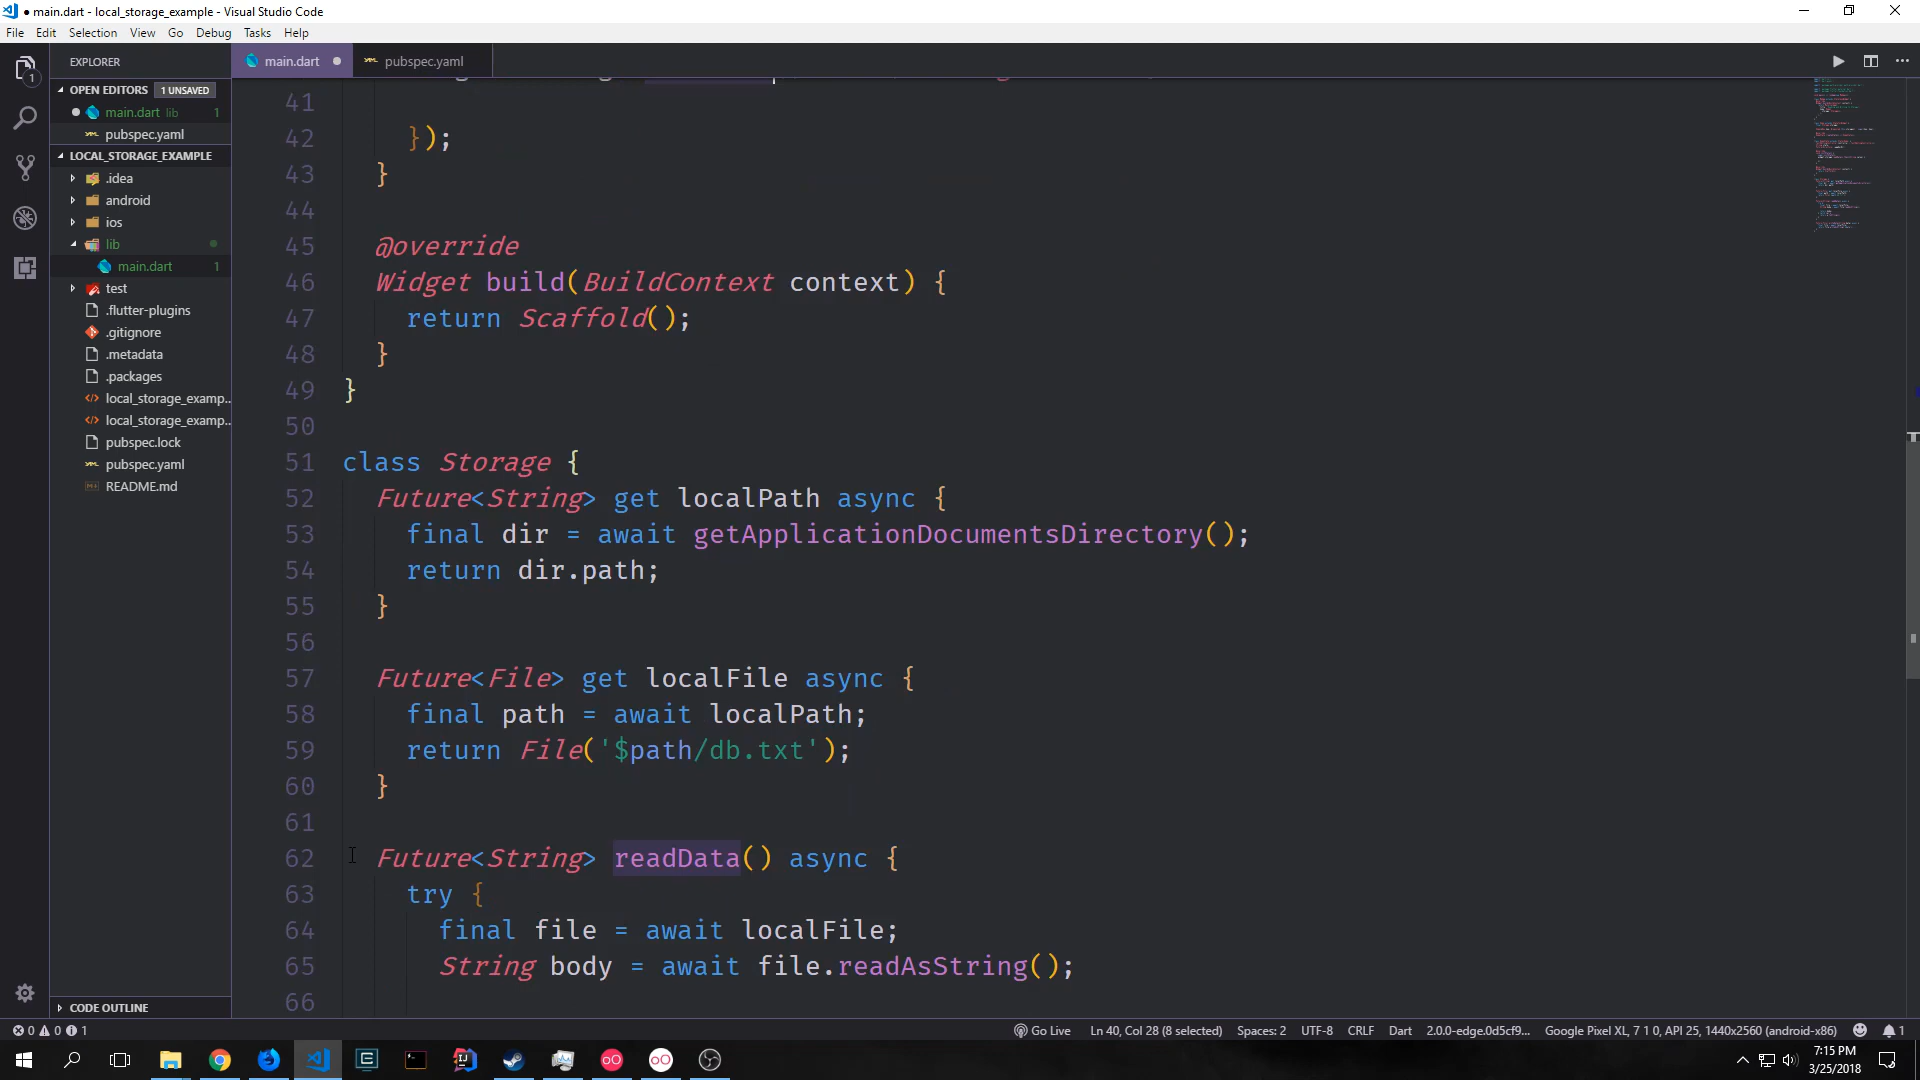 ● main.dart - local_storage_example - Visual Studio Code
File Edit Selection View Go Debug Tasks Help
EXPLORER
main.dart ●
pubspec.yaml
OPEN EDITORS 1 UNSAVED
● main.dart lib 1
pubspec.yaml
LOCAL_STORAGE_EXAMPLE
.idea
android
ios
lib
main.dart 1
test
.flutter-plugins
.gitignore
.metadata
.packages
local_storage_examp..
local_storage_examp..
pubspec.lock
pubspec.yaml
README.md
CODE OUTLINE
1
41
42 });
43 }
44
45 @override
46 Widget build(BuildContext context) {
47 return Scaffold();
48 }
49 }
50
51 class Storage {
52 Future<String> get localPath async {
53 final dir = await getApplicationDocumentsDirectory();
54 return dir.path;
55 }
56
57 Future<File> get localFile async {
58 final path = await localPath;
59 return File('$path/db.txt');
60 }
61
62 Future<String> readData() async {
63 try {
64 final file = await localFile;
65 String body = await file.readAsString();
66
0 0 1
Go Live Ln 40, Col 28 (8 selected) Spaces: 2 UTF-8 CRLF Dart 2.0.0-edge.0d5cf9... Google Pixel XL, 7 1 0, API 25, 1440x2560 (android-x86) 1
7:15 PM
3/25/2018